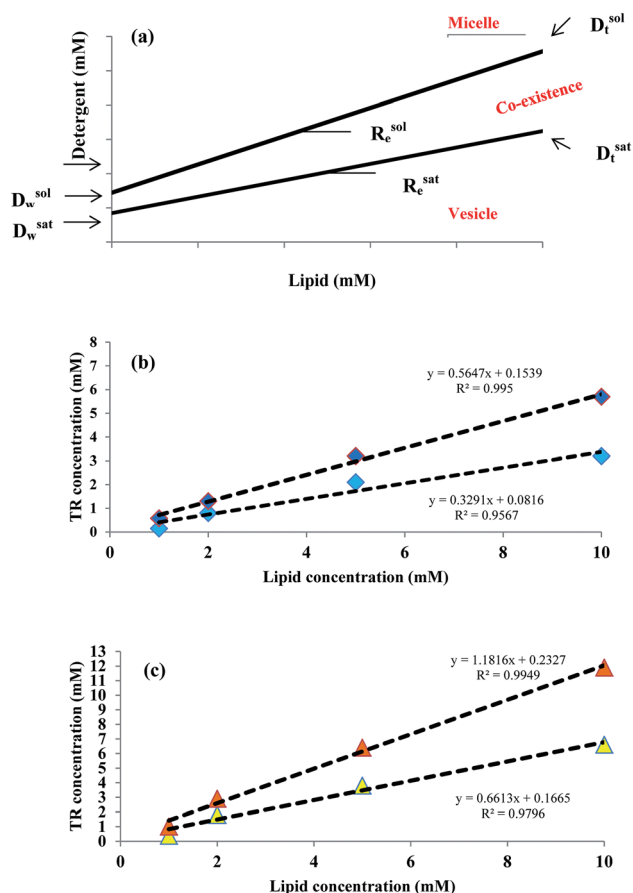 (a)
Micelle
D_t^sol
Detergent (mM)
Co-existence
R_e^sol
D_t^sat
D_w^sol
R_e^sat
D_w^sat
Vesicle
Lipid (mM)
(b)
8
7
6
5
4
3
2
1
0
TR concentration (mM)
y = 0.5647x + 0.1539
R² = 0.995
y = 0.3291x + 0.0816
R² = 0.9567
0 2 4 6 8 10
Lipid concentration (mM)
(c)
13
12
11
10
9
8
7
6
5
4
3
2
1
0
TR concentration (mM)
y = 1.1816x + 0.2327
R² = 0.9949
y = 0.6613x + 0.1665
R² = 0.9796
0 2 4 6 8 10
Lipid concentration (mM)